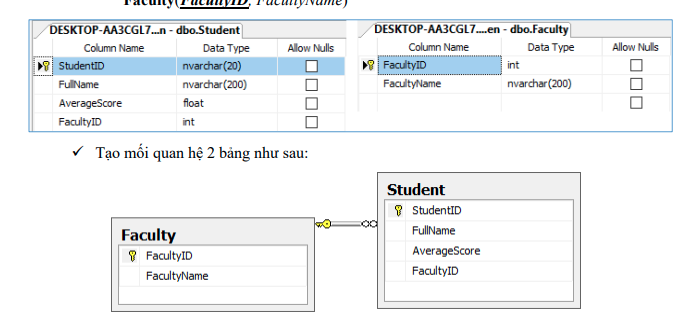 Faculty(FacultyID, FacultyName)
DESKTOP-AA3CGL7...n - dbo.Student
Column Name Data Type Allow Nulls
StudentID nvarchar(20)
FullName nvarchar(200)
AverageScore float
FacultyID int
DESKTOP-AA3CGL7....en - dbo.Faculty
Column Name Data Type Allow Nulls
FacultyID int
FacultyName nvarchar(200)
✓ Tạo mối quan hệ 2 bảng như sau:
Faculty
FacultyID
FacultyName
Student
StudentID
FullName
AverageScore
FacultyID